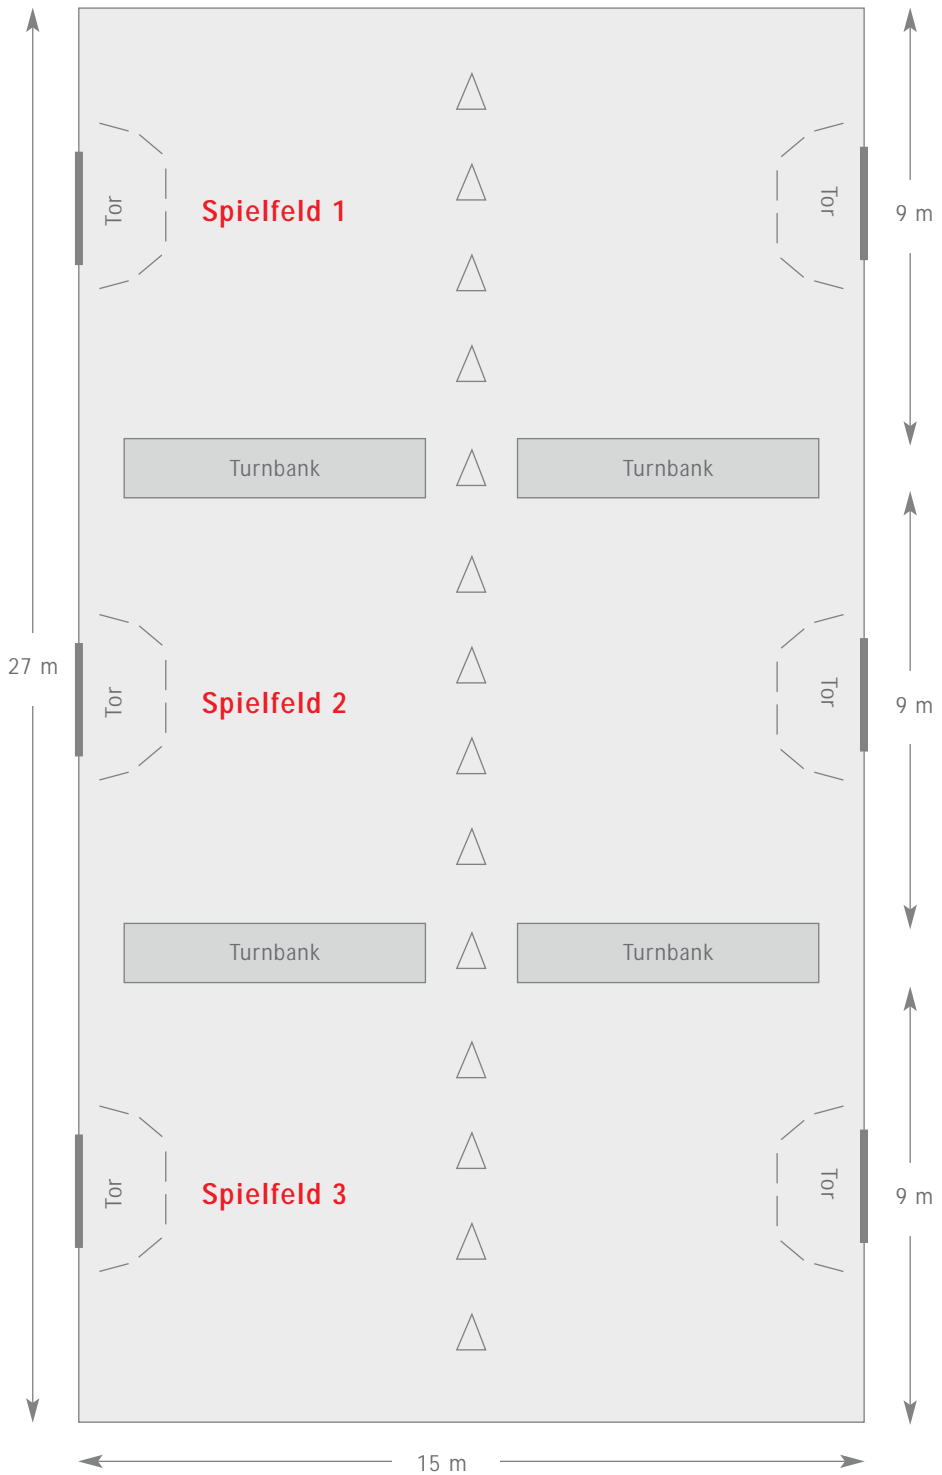 Tor
Spielfeld 1
Tor
9 m
Turnbank
Turnbank
27 m
Tor
Spielfeld 2
Tor
9 m
Turnbank
Turnbank
Tor
Spielfeld 3
Tor
9 m
15 m